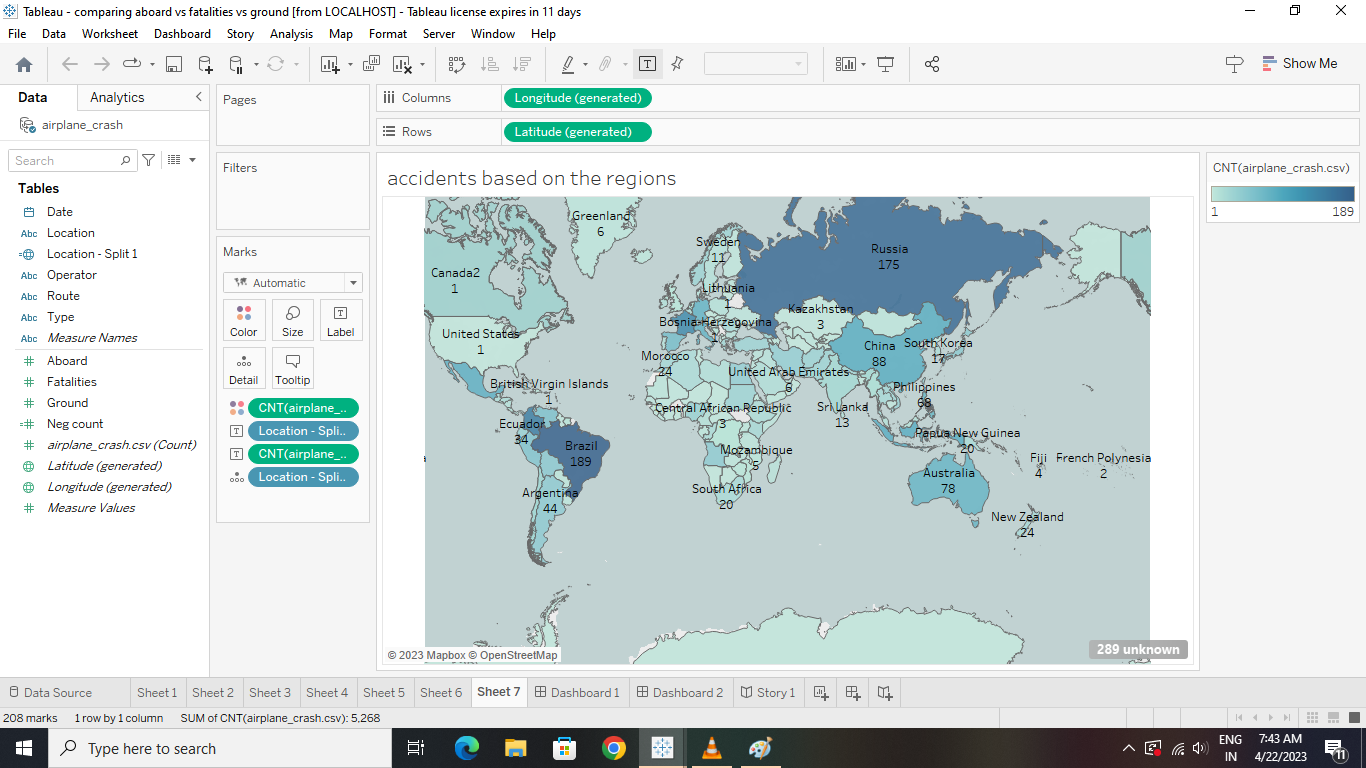 Tableau - comparing aboard vs fatalities vs ground [from LOCALHOST] - Tableau license expires in 11 days
File Data Worksheet Dashboard Story Analysis Map Format Server Window Help
Show Me
Data Analytics
airplane_crash
Search
Tables
Date
Abc Location
Location - Split 1
Abc Operator
Abc Route
Abc Type
Abc Measure Names
Aboard
Fatalities
Ground
Neg count
airplane_crash.csv (Count)
Latitude (generated)
Longitude (generated)
Measure Values
Pages
Filters
Marks
Automatic
Color Size Label
Detail Tooltip
CNT(airplane_..
Location - Spli..
CNT(airplane_..
Location - Spli..
Columns Longitude (generated)
Rows Latitude (generated)
accidents based on the regions
Greenland
6
Sweden
11
Russia
175
Canada2
1
Lithuania
1
Kazakhstan
3
Bosnia-Herzegovina
1
United States
1
China
88
South Korea
17
Morocco
24
United Arab Emirates
6
British Virgin Islands
1
Philippines
68
Central African Republic
3
Sri Lanka
13
Ecuador
34
Brazil
189
Papua New Guinea
20
Mozambique
5
Fiji
4
French Polynesia
2
Australia
78
South Africa
20
Argentina
44
New Zealand
24
© 2023 Mapbox © OpenStreetMap
289 unknown
CNT(airplane_crash.csv)
1 189
Data Source Sheet 1 Sheet 2 Sheet 3 Sheet 4 Sheet 5 Sheet 6 Sheet 7 Dashboard 1 Dashboard 2 Story 1
208 marks 1 row by 1 column SUM of CNT(airplane_crash.csv): 5,268
Type here to search
ENG
IN
7:43 AM
4/22/2023
11